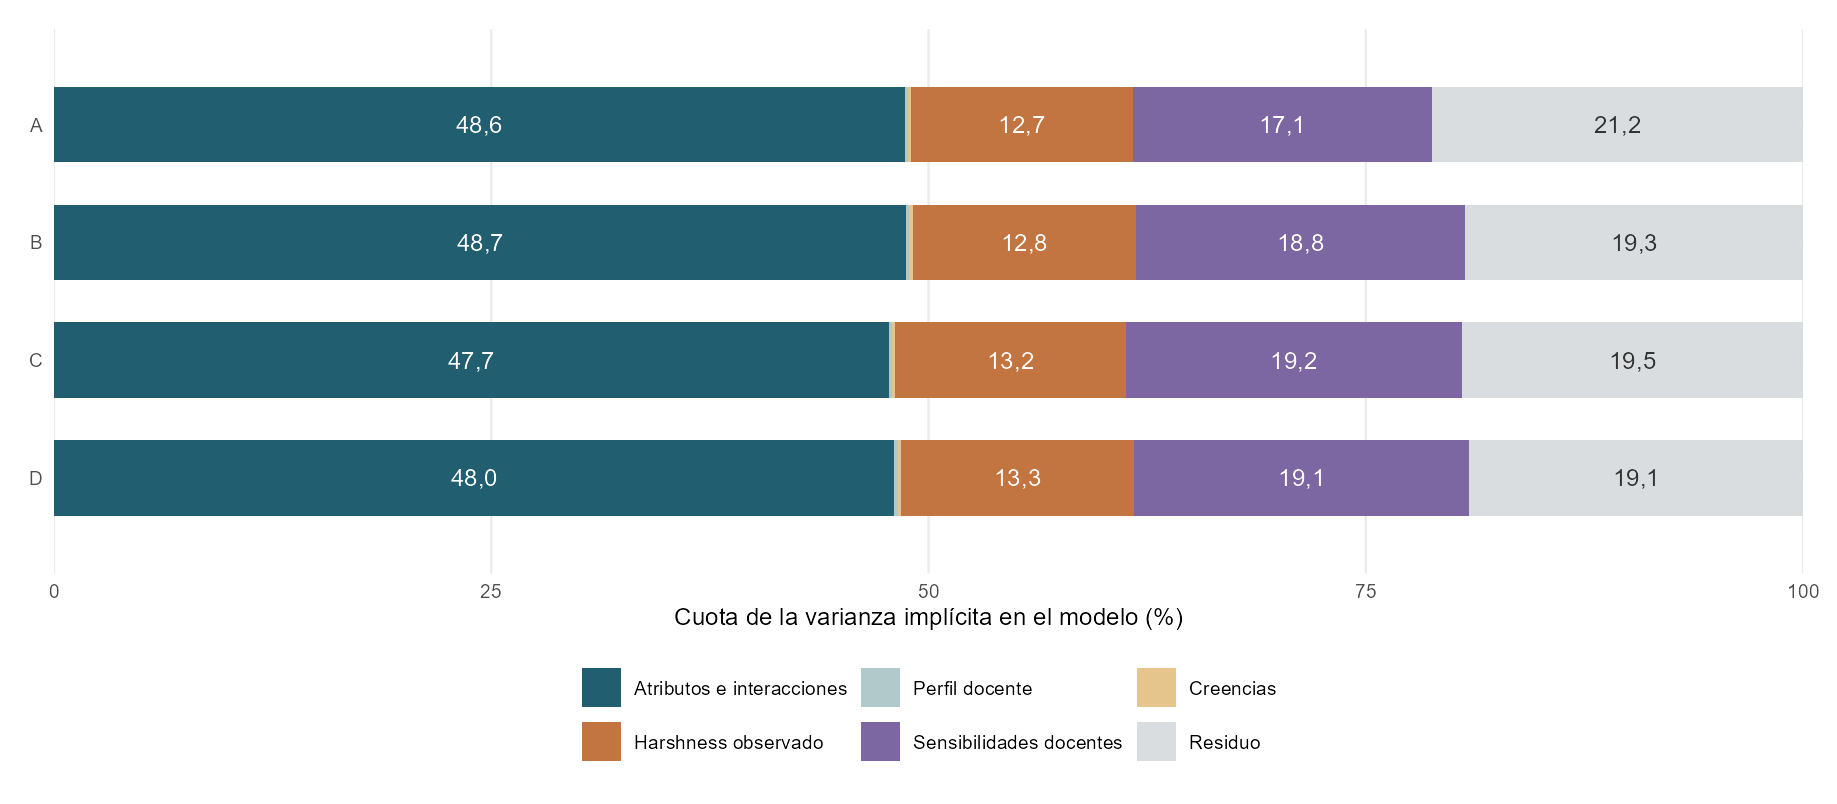 A 48,6 12,7 17,1 21,2
B 48,7 12,8 18,8 19,3
C 47,7 13,2 19,2 19,5
D 48,0 13,3 19,1 19,1
0 25 50 75 100
Cuota de la varianza implícita en el modelo (%)
Atributos e interacciones Perfil docente Creencias
Harshness observado Sensibilidades docentes Residuo